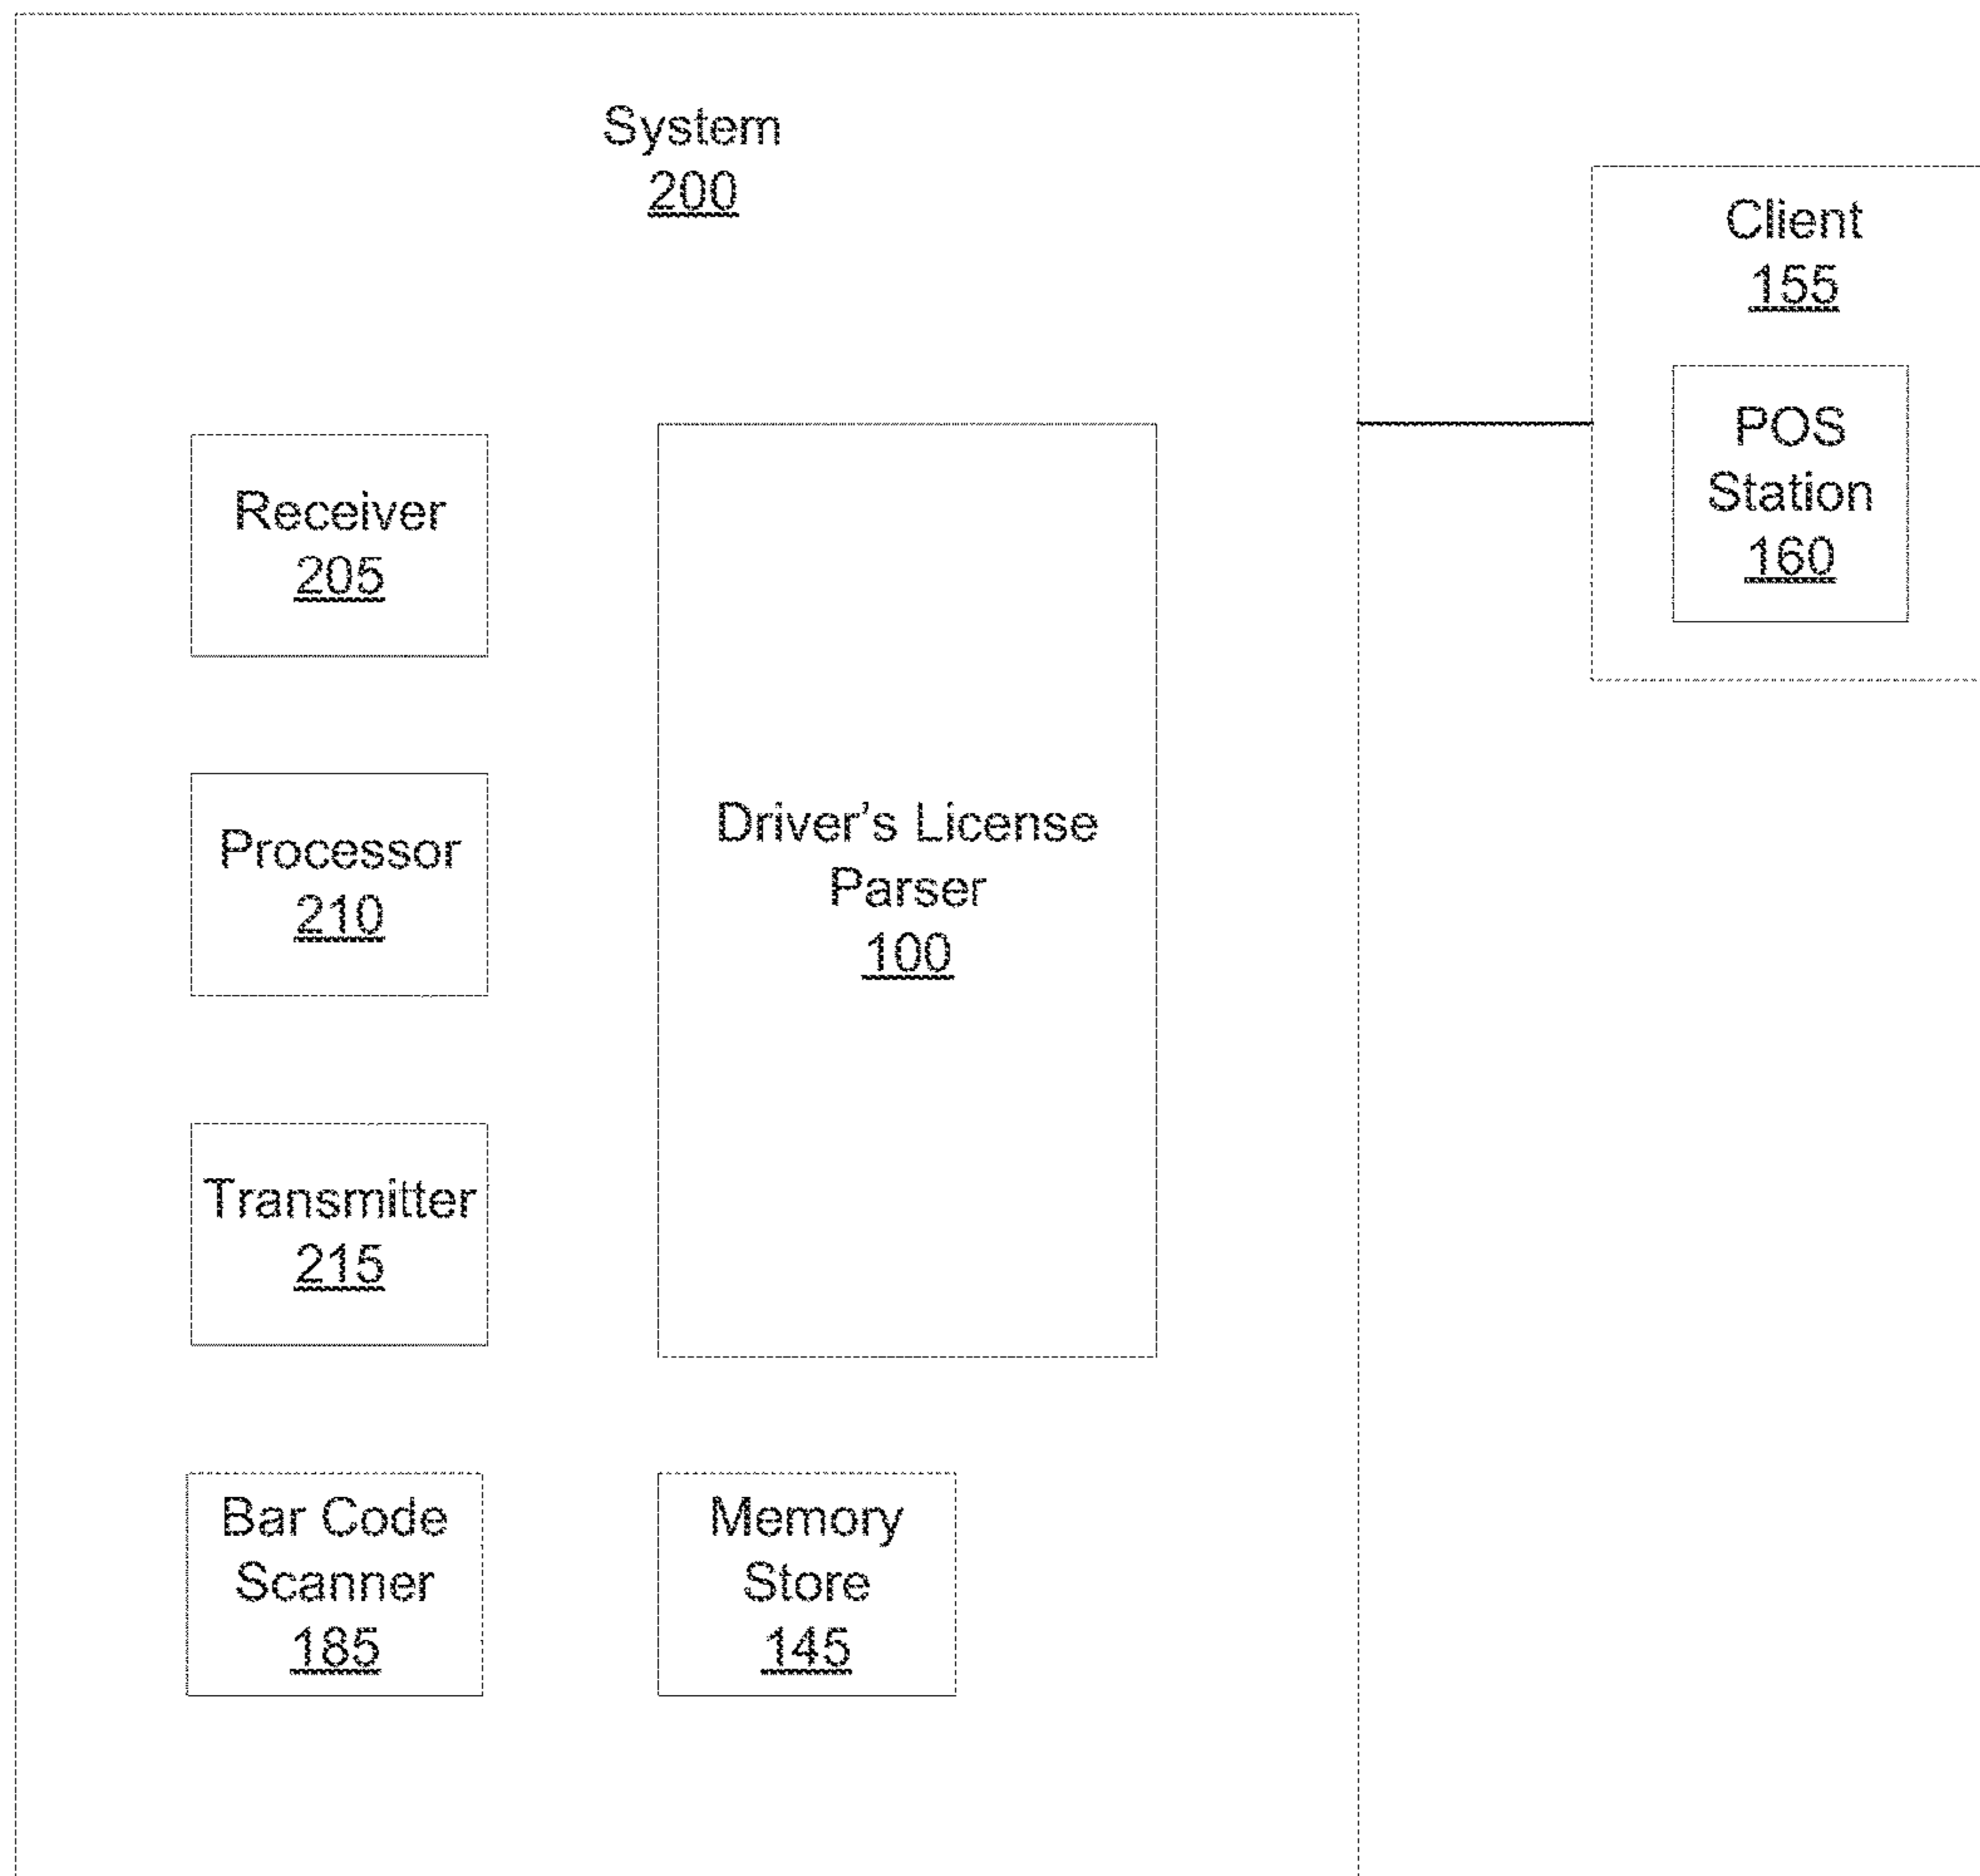 System
200
Client
155
POS
Station
160
Receiver
205
Processor
210
Transmitter
215
Driver's License
Parser
100
Bar Code
Scanner
185
Memory
Store
145